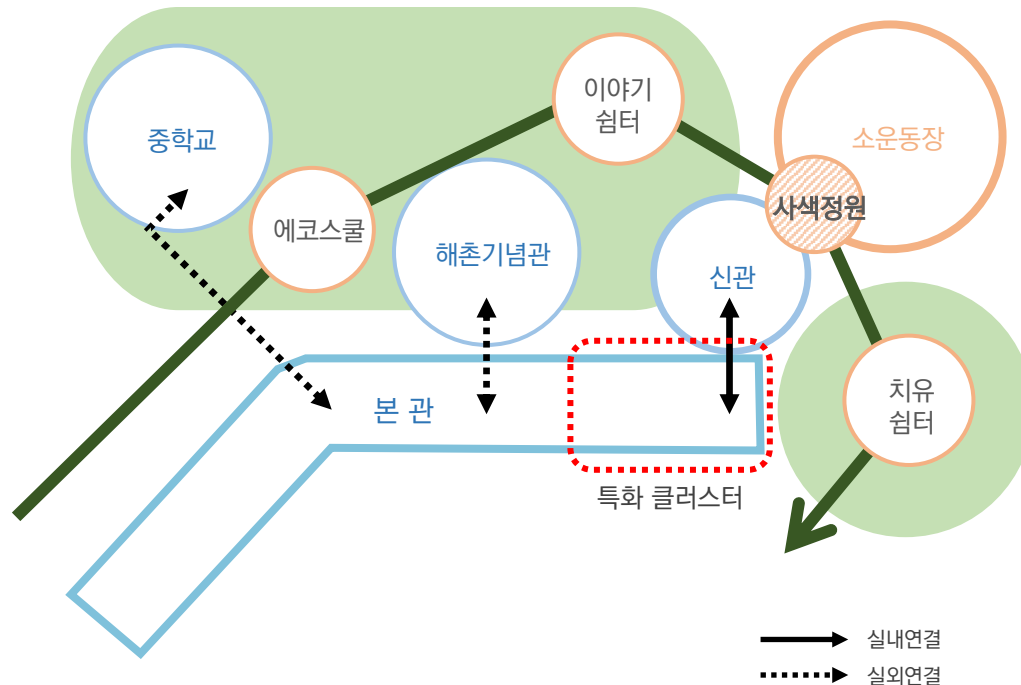 이야기
쉼터
중학교
소운동장
사색정원
에코스쿨
해촌기념관
신관
본 관
치유
쉼터
특화 클러스터
실내연결
실외연결